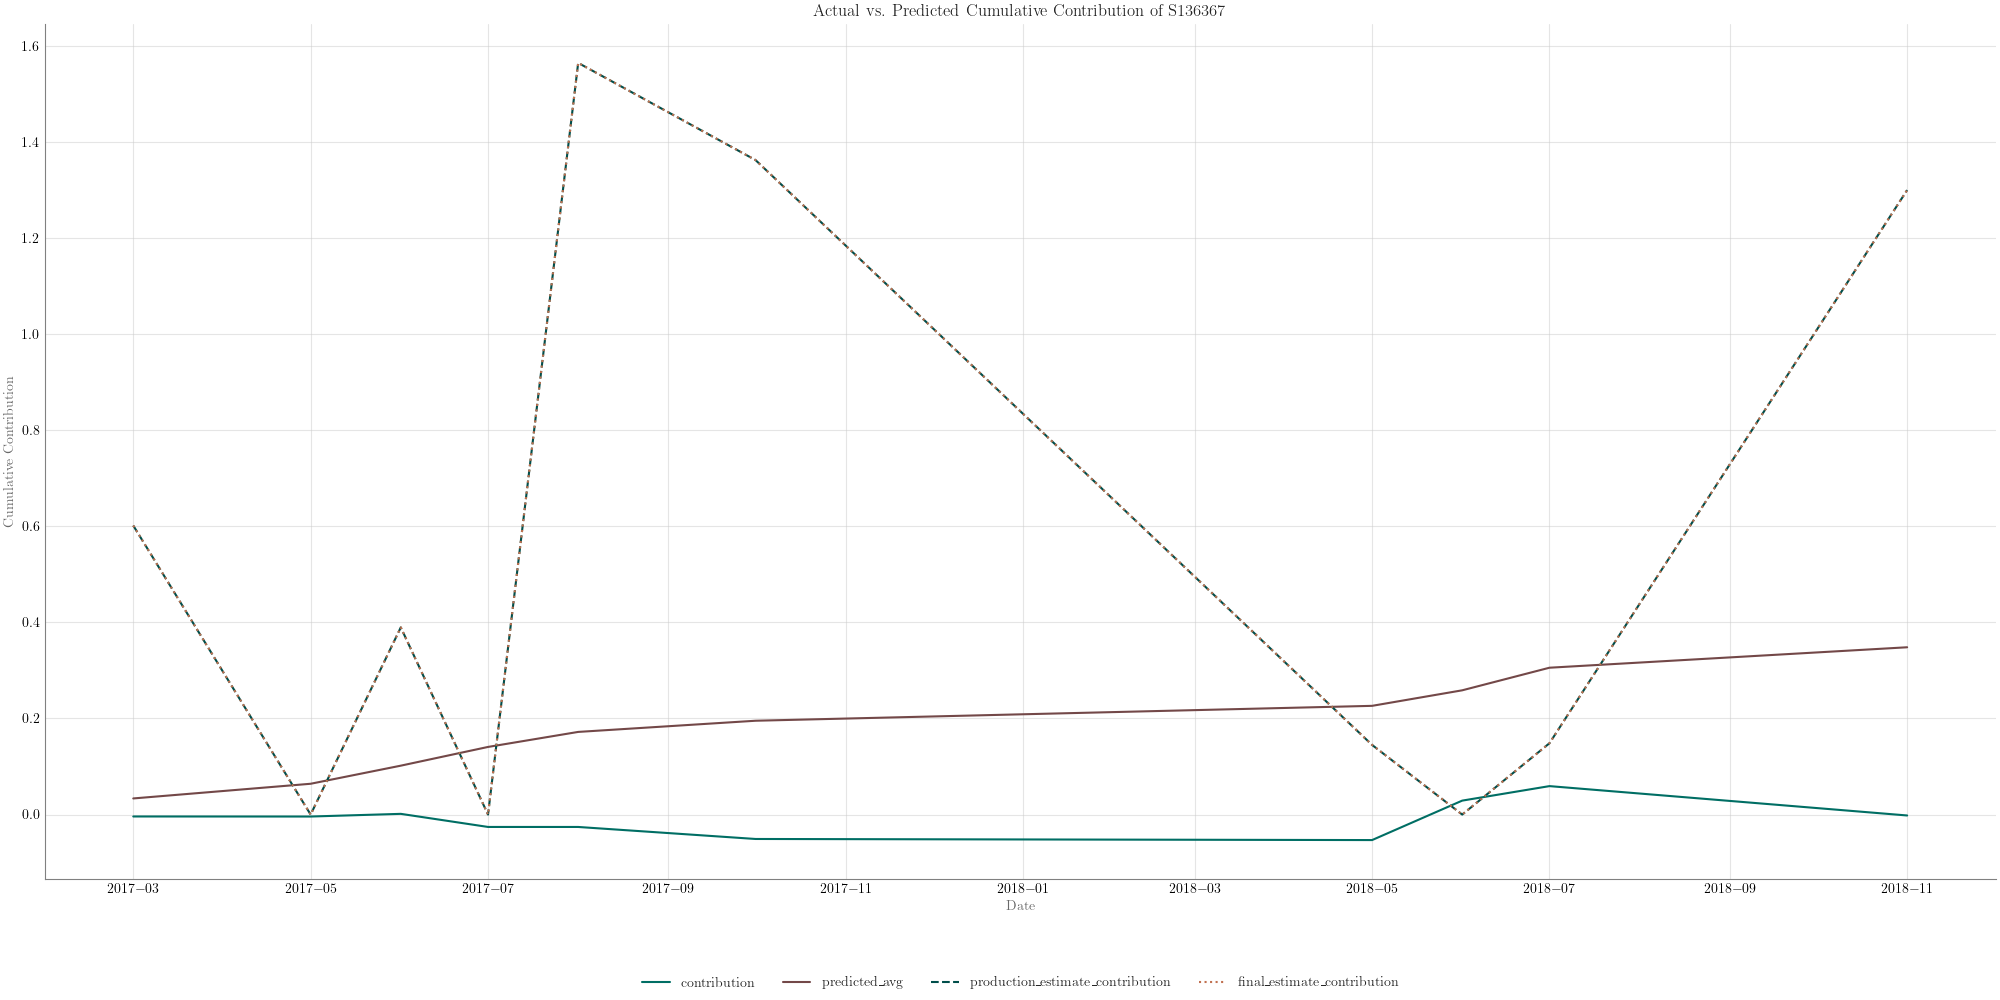 Actual vs. Predicted Cumulative Contribution of S136367
Cumulative Contribution
1.6
1.4
1.2
1.0
0.8
0.6
0.4
0.2
0.0
2017−03 2017−05 2017−07 2017−09 2017−11 2018−01 2018−03 2018−05 2018−07 2018−09 2018−11
Date
contribution predicted_avg production_estimate_contribution final_estimate_contribution